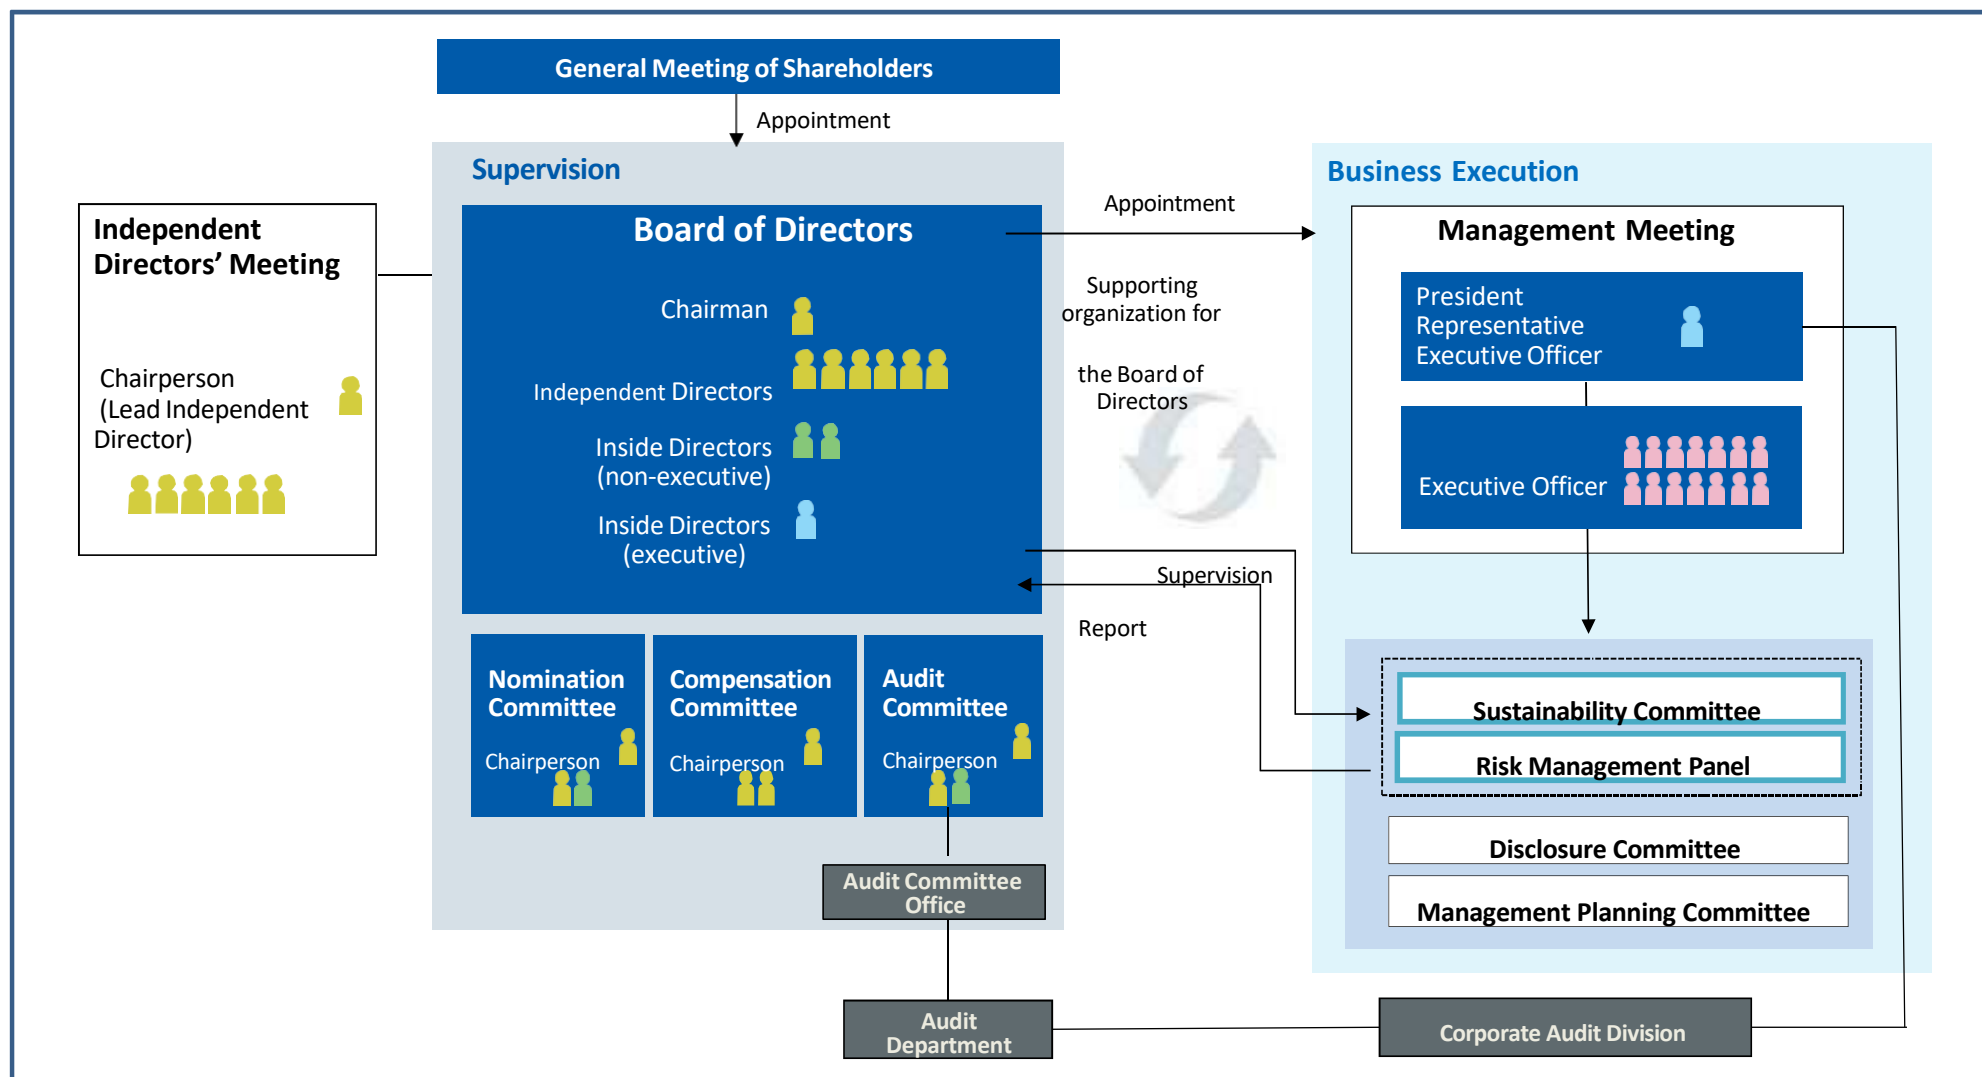 General Meeting of Shareholders
Appointment
Supervision
Board of Directors
Chairman
Independent Directors
Inside Directors
(non-executive)
Inside Directors
(executive)
Independent
Directors’ Meeting
Chairperson
(Lead Independent
Director)
Nomination
Committee
Chairperson
Compensation
Committee
Chairperson
Audit
Committee
Chairperson
Audit Committee
Office
Audit
Department
Appointment
Supporting
organization for
the Board of
Directors
Supervision
Report
Business Execution
Management Meeting
President
Representative
Executive Officer
Executive Officer
Sustainability Committee
Risk Management Panel
Disclosure Committee
Management Planning Committee
Corporate Audit Division